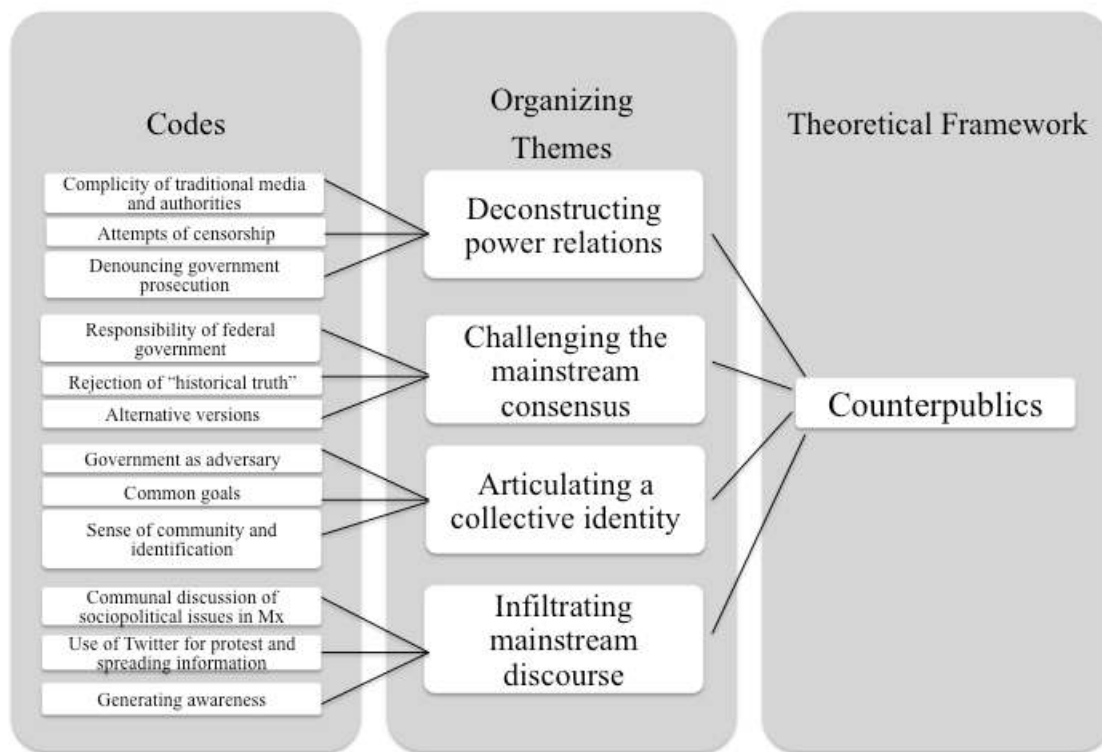 Codes
Complicity of traditional media
and authorities
Attempts of censorship
Denouncing government
prosecution
Responsibility of federal
government
Rejection of “historical truth”
Alternative versions
Government as adversary
Common goals
Sense of community and
identification
Communal discussion of
sociopolitical issues in Mx
Use of Twitter for protest and
spreading information
Generating awareness
Organizing
Themes
Deconstructing
power relations
Challenging the
mainstream
consensus
Articulating a
collective identity
Infiltrating
mainstream
discourse
Theoretical Framework
Counterpublics